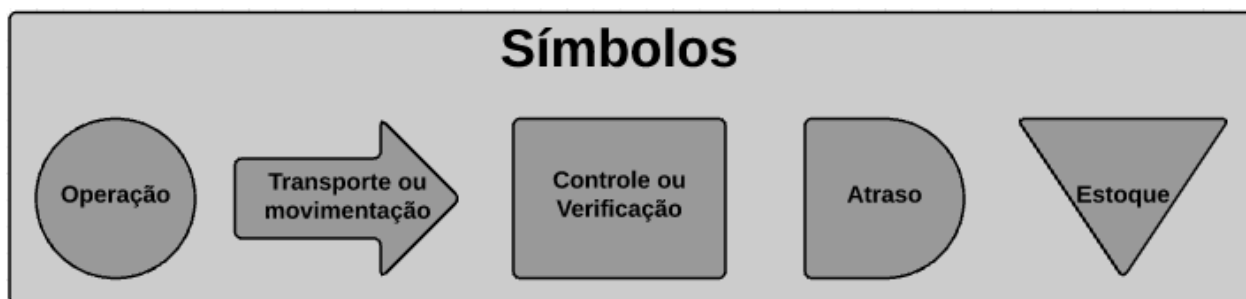 Símbolos
Operação
Transporte ou
movimentação
Controle ou
Verificação
Atraso
Estoque